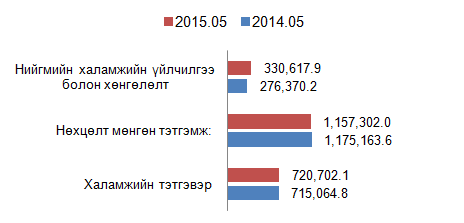 2015.05 2014.05
Нийгмийн халамжийн үйлчилгээ
болон хөнгөлөлт
330,617.9
276,370.2
Нөхцөлт мөнгөн тэтгэмж:
1,157,302.0
1,175,163.6
Халамжийн тэтгэвэр
720,702.1
715,064.8